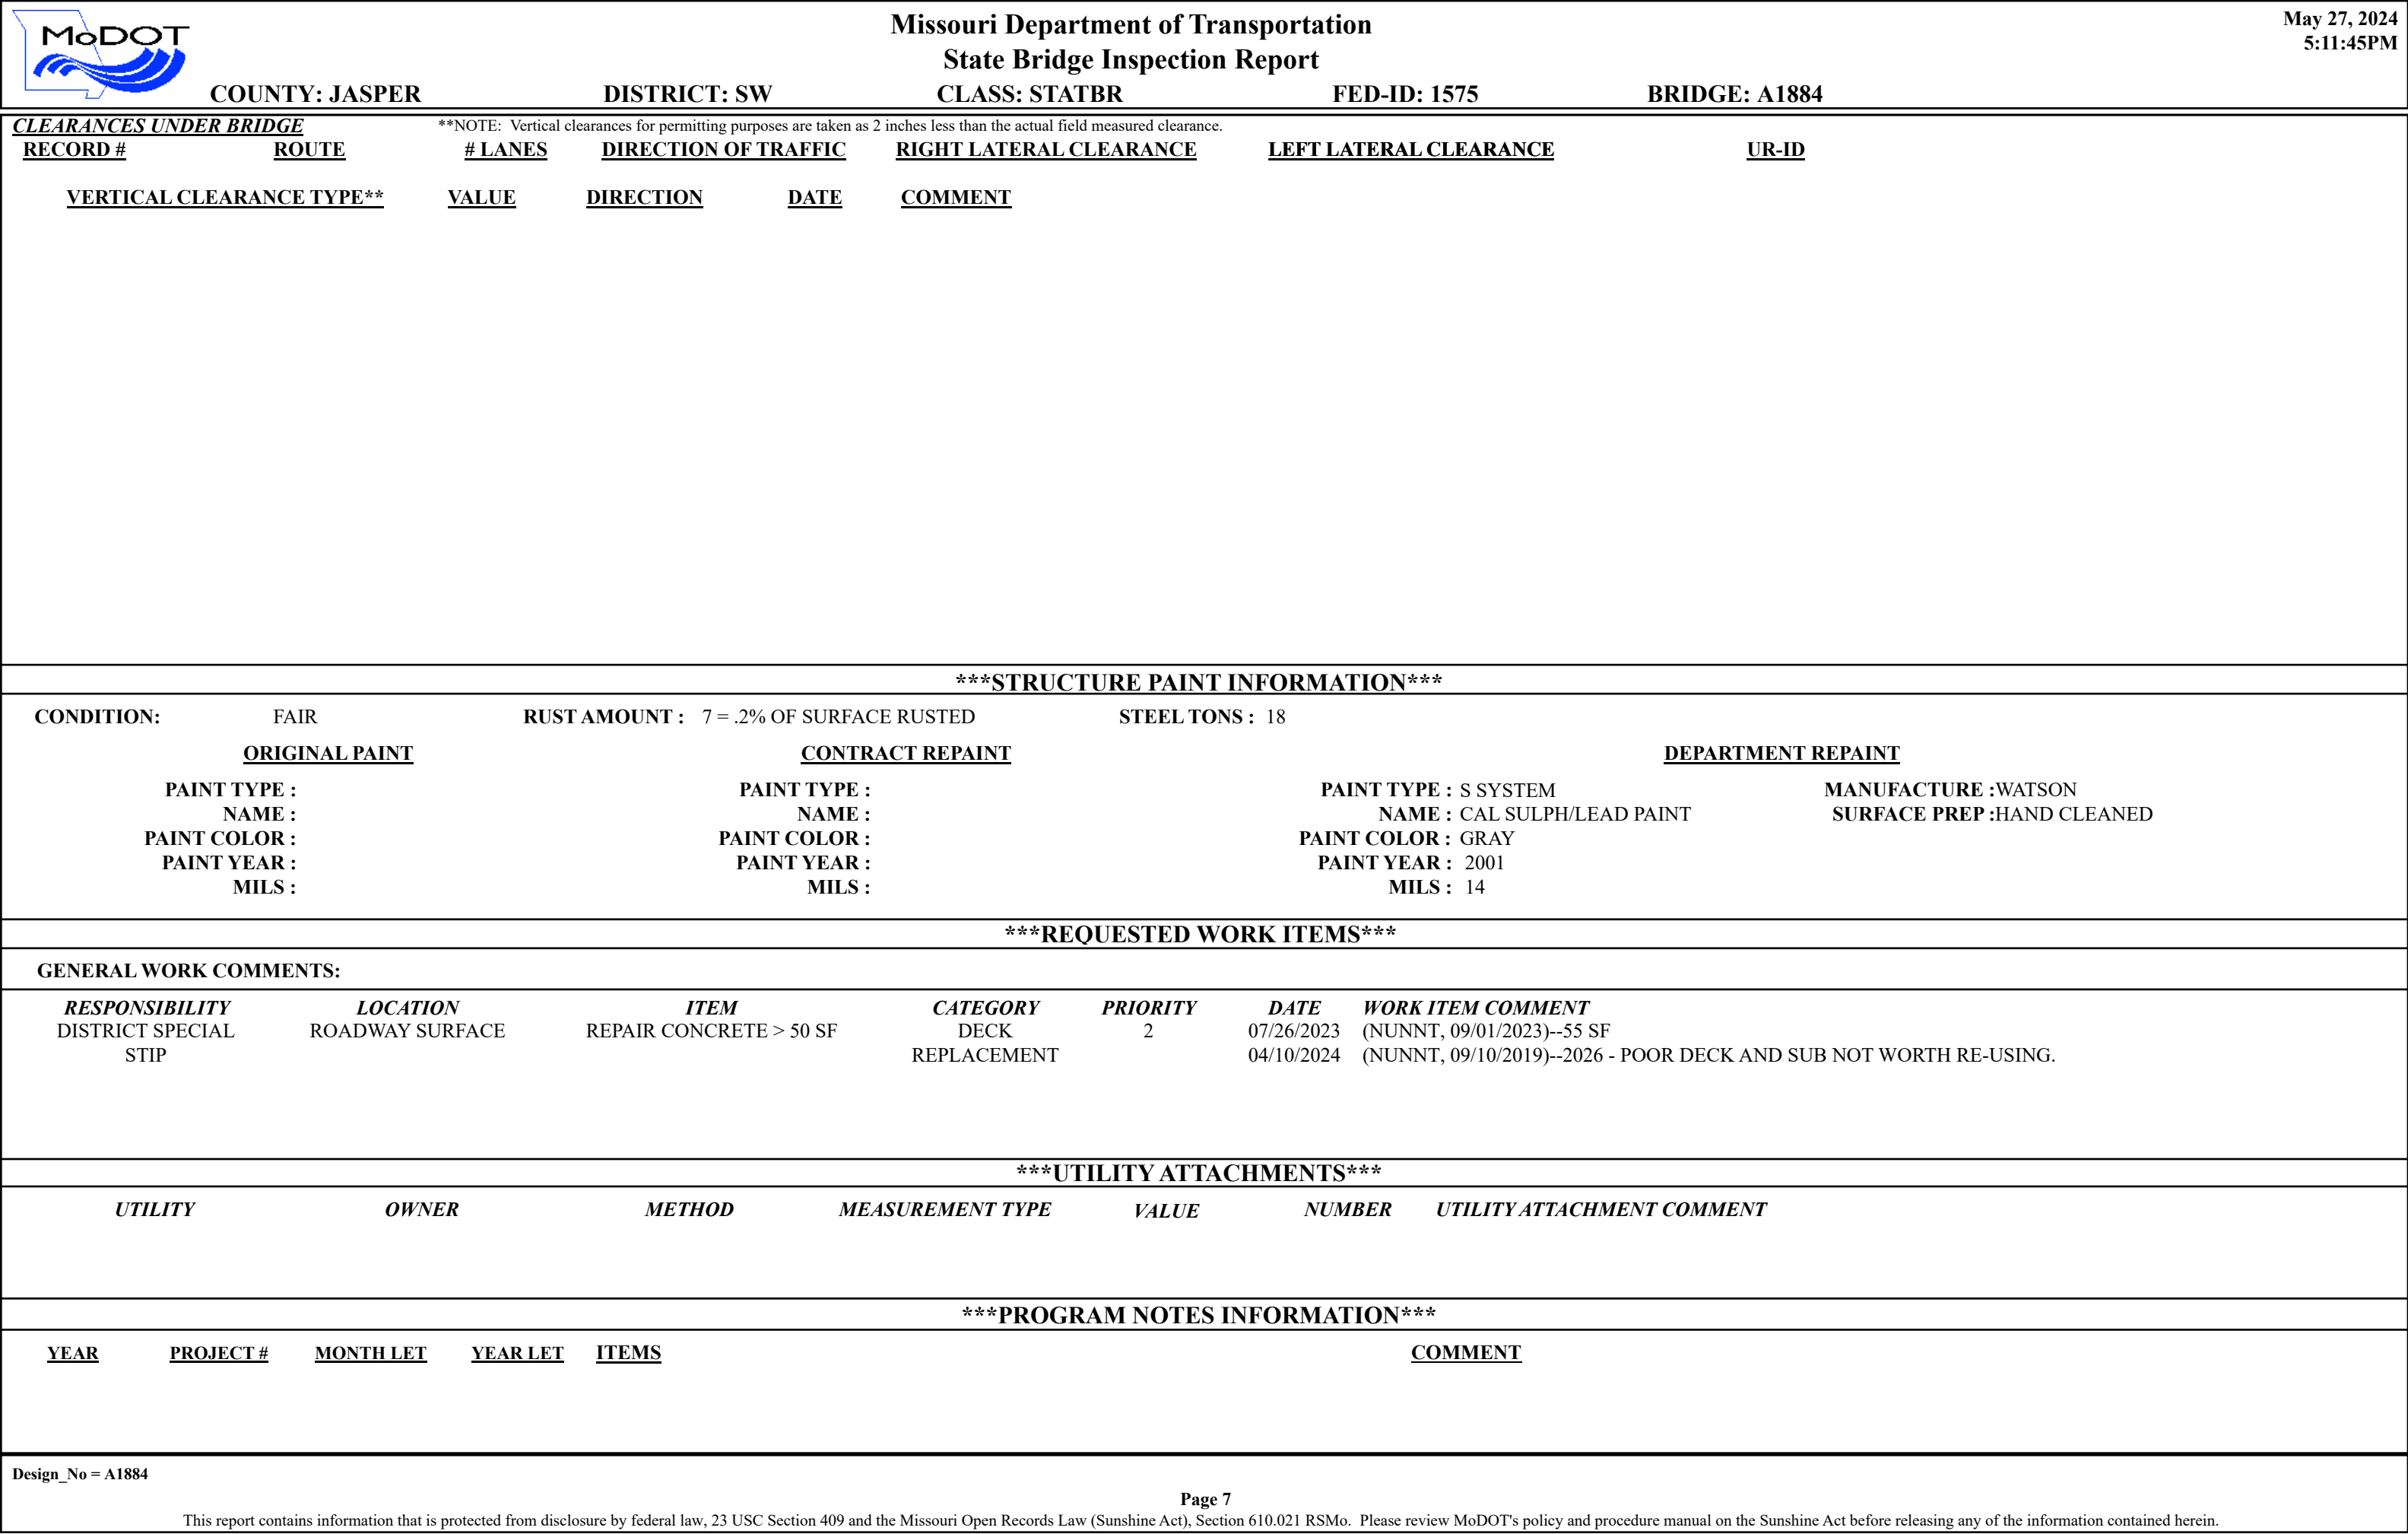 MoDOT
Missouri Department of Transportation
State Bridge Inspection Report
May 27, 2024
5:11:45PM
COUNTY: JASPER DISTRICT: SW CLASS: STATBR FED-ID: 1575 BRIDGE: A1884
CLEARANCES UNDER BRIDGE **NOTE: Vertical clearances for permitting purposes are taken as 2 inches less than the actual field measured clearance.
RECORD # ROUTE # LANES DIRECTION OF TRAFFIC RIGHT LATERAL CLEARANCE LEFT LATERAL CLEARANCE UR-ID
VERTICAL CLEARANCE TYPE** VALUE DIRECTION DATE COMMENT
***STRUCTURE PAINT INFORMATION***
CONDITION: FAIR RUST AMOUNT : 7 = .2% OF SURFACE RUSTED STEEL TONS : 18
ORIGINAL PAINT CONTRACT REPAINT DEPARTMENT REPAINT
PAINT TYPE : PAINT TYPE : PAINT TYPE : S SYSTEM MANUFACTURE :WATSON
NAME : NAME : NAME : CAL SULPH/LEAD PAINT SURFACE PREP :HAND CLEANED
PAINT COLOR : PAINT COLOR : PAINT COLOR : GRAY
PAINT YEAR : PAINT YEAR : PAINT YEAR : 2001
MILS : MILS : MILS : 14
***REQUESTED WORK ITEMS***
GENERAL WORK COMMENTS:
RESPONSIBILITY LOCATION ITEM CATEGORY PRIORITY DATE WORK ITEM COMMENT
DISTRICT SPECIAL ROADWAY SURFACE REPAIR CONCRETE > 50 SF DECK 2 07/26/2023 (NUNNT, 09/01/2023)--55 SF
STIP REPLACEMENT 04/10/2024 (NUNNT, 09/10/2019)--2026 - POOR DECK AND SUB NOT WORTH RE-USING.
***UTILITY ATTACHMENTS***
UTILITY OWNER METHOD MEASUREMENT TYPE VALUE NUMBER UTILITY ATTACHMENT COMMENT
***PROGRAM NOTES INFORMATION***
YEAR PROJECT # MONTH LET YEAR LET ITEMS COMMENT
Design_No = A1884
Page 7
This report contains information that is protected from disclosure by federal law, 23 USC Section 409 and the Missouri Open Records Law (Sunshine Act), Section 610.021 RSMo. Please review MoDOT's policy and procedure manual on the Sunshine Act before releasing any of the information contained herein.